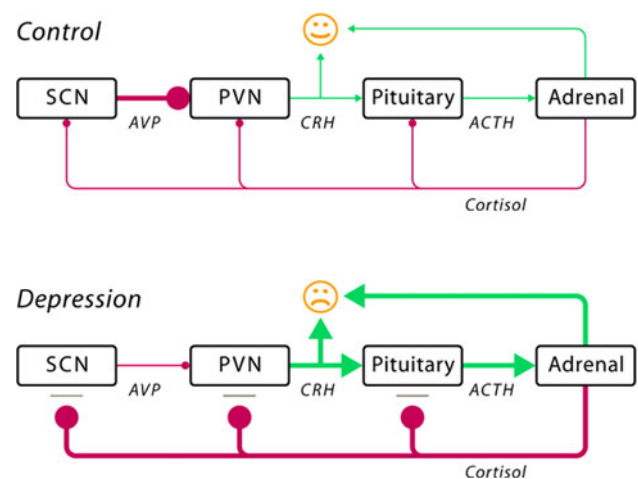 Control
SCN PVN Pituitary Adrenal
AVP CRH ACTH
Cortisol
Depression
SCN PVN Pituitary Adrenal
AVP CRH ACTH
Cortisol